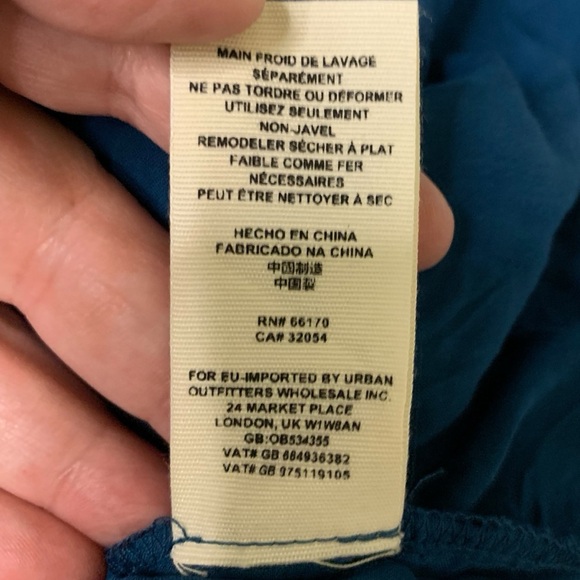 MAIN FROID DE LAVAGE
SÉPARÉMENT
NE PAS TORDRE OU DÉFORMER
UTILISEZ SEULEMENT
NON-JAVEL
REMODELER SÉCHER À PLAT
FAIBLE COMME FER
NÉCESSAIRES
PEUT ÊTRE NETTOYER À SEC
HECHO EN CHINA
FABRICADO NA CHINA
中国制造
中国製
RN# 66170
CA# 32054
FOR EU-IMPORTED BY URBAN
OUTFITTERS WHOLESALE INC.
24 MARKET PLACE
LONDON, UK W1W8AN
GB:OB534355
VAT# GB 664936382
VAT# GB 975119105